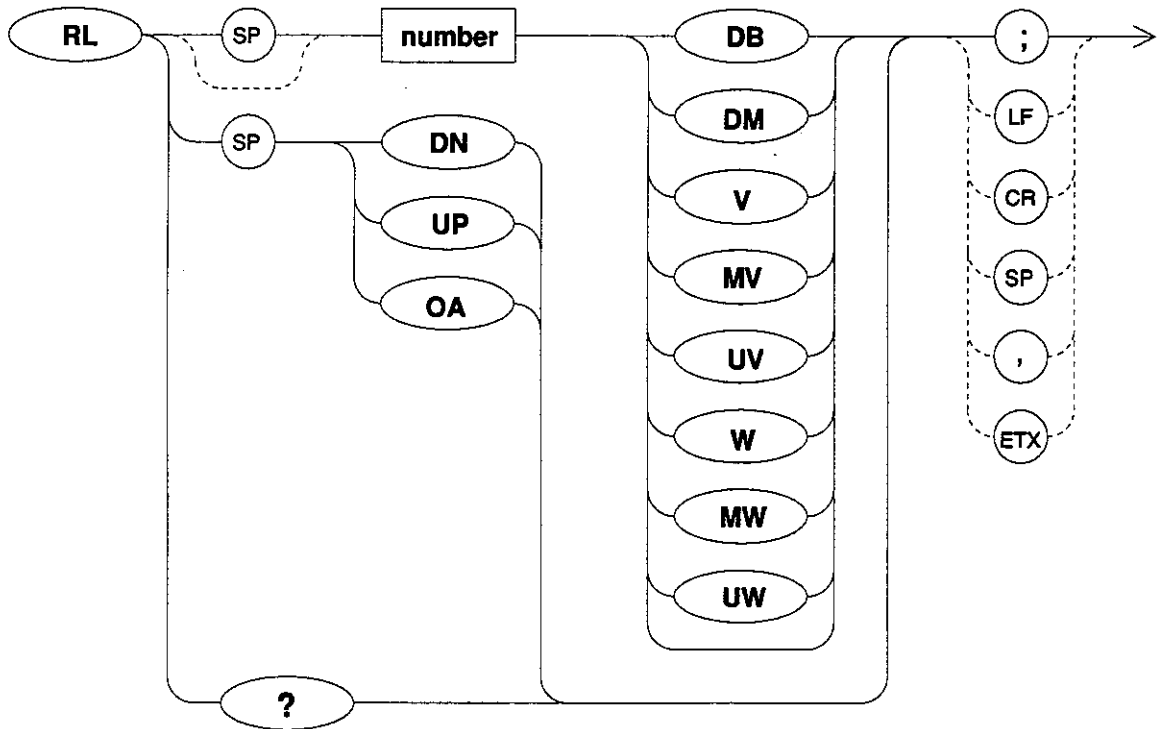 RL SP number DB ;
DM LF
SP DN
V CR
UP
MV SP
OA
UV ,
W ETX
MW
UW
?